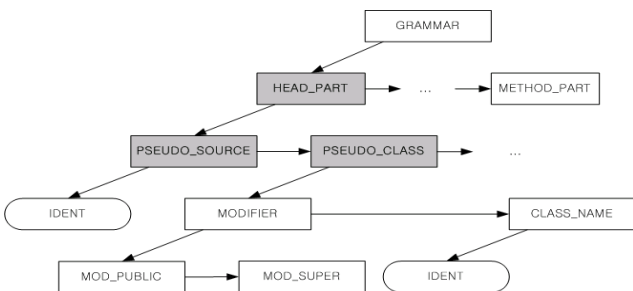 GRAMMAR
HEAD_PART ... METHOD_PART
PSEUDO_SOURCE PSEUDO_CLASS ...
IDENT MODIFIER CLASS_NAME
MOD_PUBLIC MOD_SUPER IDENT